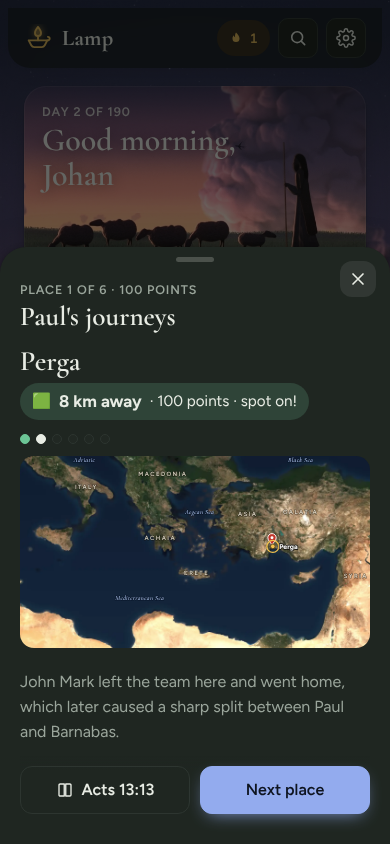 Lamp
1
DAY 2 OF 190
Good morning,
Johan
PLACE 1 OF 6 · 100 POINTS
Paul's journeys
Perga
8 km away · 100 points · spot on!
Adriatic
Black Sea
MACEDONIA
ITALY
Aegean Sea
ASIA
GALATIA
ACHAIA
Perga
CRETE
SYRIA
Mediterranean Sea
John Mark left the team here and went home,
which later caused a sharp split between Paul
and Barnabas.
Acts 13:13
Next place